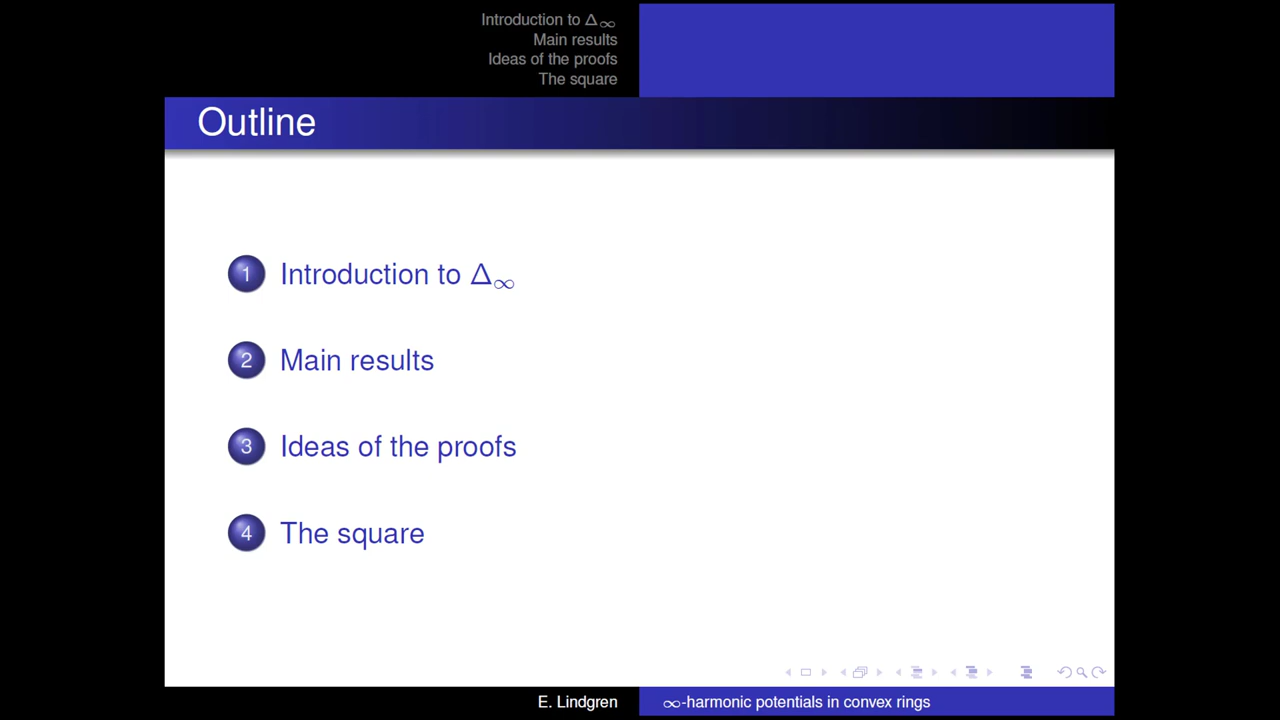 Introduction to Δ∞
Main results
Ideas of the proofs
The square
Outline
1 Introduction to Δ∞
2 Main results
3 Ideas of the proofs
4 The square
E. Lindgren
∞-harmonic potentials in convex rings